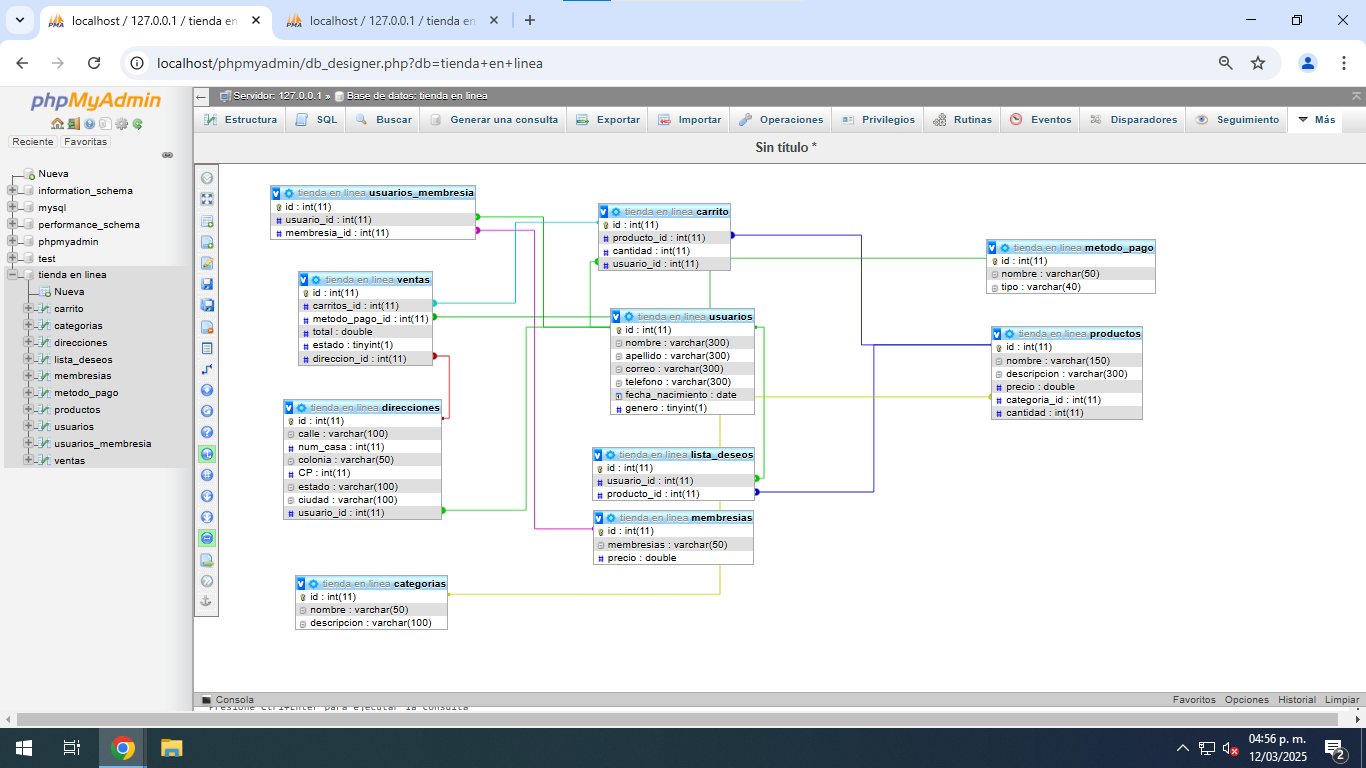 localhost / 127.0.0.1 / tienda en
localhost / 127.0.0.1 / tienda en
localhost/phpmyadmin/db_designer.php?db=tienda+en+linea
phpMyAdmin
Reciente
Favoritas
Nueva
information_schema
mysql
performance_schema
phpmyadmin
test
tienda en linea
Nueva
carrito
categorias
direcciones
lista_deseos
membresias
metodo_pago
productos
usuarios
usuarios_membresia
ventas
Servidor: 127.0.0.1 » Base de datos: tienda en linea
Estructura
SQL
Buscar
Generar una consulta
Exportar
Importar
Operaciones
Privilegios
Rutinas
Eventos
Disparadores
Seguimiento
Más
Sin título *
tienda en linea usuarios_membresia
id : int(11)
usuario_id : int(11)
membresia_id : int(11)
tienda en linea ventas
id : int(11)
carritos_id : int(11)
metodo_pago_id : int(11)
total : double
estado : tinyint(1)
direccion_id : int(11)
tienda en linea direcciones
id : int(11)
calle : varchar(100)
num_casa : int(11)
colonia : varchar(50)
CP : int(11)
estado : varchar(100)
ciudad : varchar(100)
usuario_id : int(11)
tienda en linea categorias
id : int(11)
nombre : varchar(50)
descripcion : varchar(100)
tienda en linea carrito
id : int(11)
producto_id : int(11)
cantidad : int(11)
usuario_id : int(11)
tienda en linea usuarios
id : int(11)
nombre : varchar(300)
apellido : varchar(300)
correo : varchar(300)
telefono : varchar(300)
fecha_nacimiento : date
genero : tinyint(1)
tienda en linea lista_deseos
id : int(11)
usuario_id : int(11)
producto_id : int(11)
tienda en linea membresias
id : int(11)
membresias : varchar(50)
precio : double
tienda en linea metodo_pago
id : int(11)
nombre : varchar(50)
tipo : varchar(40)
tienda en linea productos
id : int(11)
nombre : varchar(150)
descripcion : varchar(300)
precio : double
categoria_id : int(11)
cantidad : int(11)
Consola
Favoritos
Opciones
Historial
Limpiar
Presione Ctrl+Enter para ejecutar la consulta
04:56 p. m.
12/03/2025
2